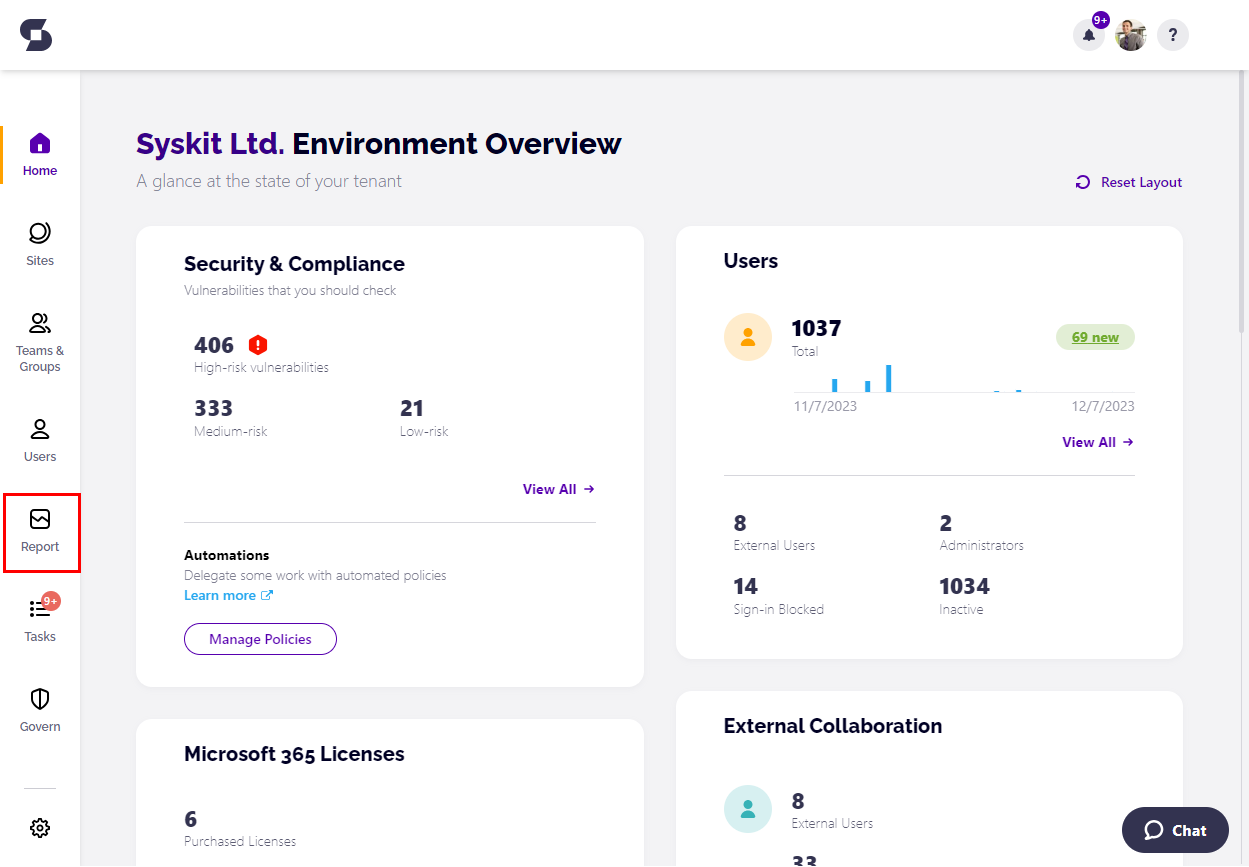 9+
?
Home
Sites
Teams &
Groups
Users
Report
9+
Tasks
Govern
Syskit Ltd. Environment Overview
A glance at the state of your tenant
Reset Layout
Security & Compliance
Vulnerabilities that you should check
406
High-risk vulnerabilities
333
Medium-risk
21
Low-risk
View All
Automations
Delegate some work with automated policies
Learn more
Manage Policies
Users
1037
Total
69 new
11/7/2023
12/7/2023
View All
8
External Users
2
Administrators
14
Sign-in Blocked
1034
Inactive
Microsoft 365 Licenses
6
Purchased Licenses
External Collaboration
8
External Users
33
Chat